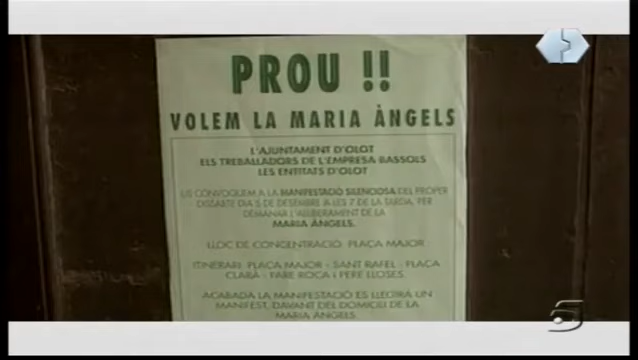 PROU !!
VOLEM LA MARIA ÀNGELS
L'AJUNTAMENT D'OLOT
ELS TREBALLADORS DE L'EMPRESA BASSOLS
LES ENTITATS D'OLOT
US CONVOQUEM A LA MANIFESTACIÓ SILENCIOSA DEL PROPER
DISSABTE DIA 5 DE DESEMBRE A LES 7 DE LA TARDA, PER
DEMANAR L'ALLIBERAMENT DE LA
MARIA ÀNGELS.
LLOC DE CONCENTRACIÓ: PLAÇA MAJOR
ITINERARI: PLAÇA MAJOR - SANT RAFEL - PLAÇA
CLARÀ - PARE ROCA I PERE LLOSES.
ACABADA LA MANIFESTACIÓ ES LLEGIRÀ UN
MANIFEST, DAVANT DEL DOMICILI DE LA
MARIA ÀNGELS.
5